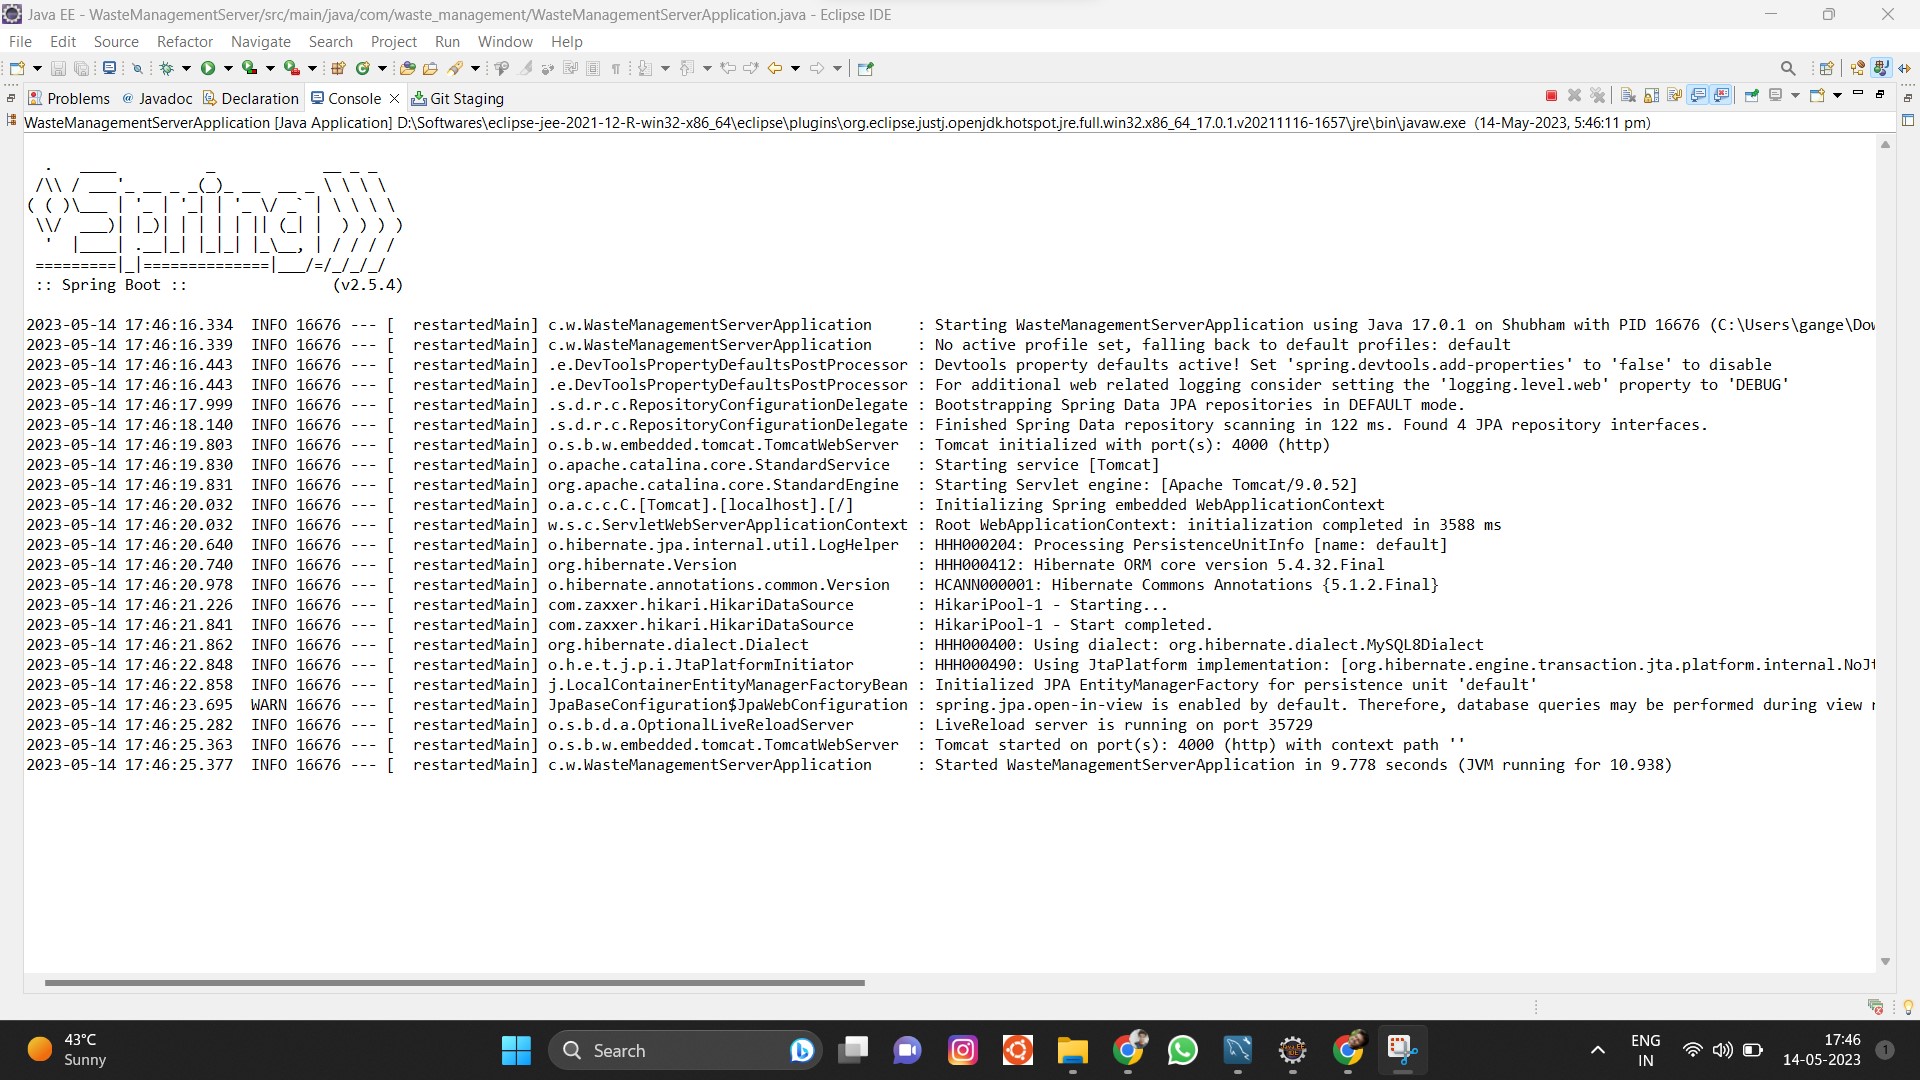 Java EE - WasteManagementServer/src/main/java/com/waste_management/WasteManagementServerApplication.java - Eclipse IDE
File Edit Source Refactor Navigate Search Project Run Window Help
Problems @ Javadoc Declaration Console Git Staging
WasteManagementServerApplication [Java Application] D:\Softwares\eclipse-jee-2021-12-R-win32-x86_64\eclipse\plugins\org.eclipse.justj.openjdk.hotspot.jre.full.win32.x86_64_17.0.1.v20211116-1657\jre\bin\javaw.exe (14-May-2023, 5:46:11 pm)
Spring
:: Spring Boot :: (v2.5.4)
2023-05-14 17:46:16.334 INFO 16676 --- [ restartedMain] c.w.WasteManagementServerApplication : Starting WasteManagementServerApplication using Java 17.0.1 on Shubham with PID 16676 (C:\Users\gange\Dow
2023-05-14 17:46:16.339 INFO 16676 --- [ restartedMain] c.w.WasteManagementServerApplication : No active profile set, falling back to default profiles: default
2023-05-14 17:46:16.443 INFO 16676 --- [ restartedMain] .e.DevToolsPropertyDefaultsPostProcessor : Devtools property defaults active! Set 'spring.devtools.add-properties' to 'false' to disable
2023-05-14 17:46:16.443 INFO 16676 --- [ restartedMain] .e.DevToolsPropertyDefaultsPostProcessor : For additional web related logging consider setting the 'logging.level.web' property to 'DEBUG'
2023-05-14 17:46:17.999 INFO 16676 --- [ restartedMain] .s.d.r.c.RepositoryConfigurationDelegate : Bootstrapping Spring Data JPA repositories in DEFAULT mode.
2023-05-14 17:46:18.140 INFO 16676 --- [ restartedMain] .s.d.r.c.RepositoryConfigurationDelegate : Finished Spring Data repository scanning in 122 ms. Found 4 JPA repository interfaces.
2023-05-14 17:46:19.803 INFO 16676 --- [ restartedMain] o.s.b.w.embedded.tomcat.TomcatWebServer : Tomcat initialized with port(s): 4000 (http)
2023-05-14 17:46:19.830 INFO 16676 --- [ restartedMain] o.apache.catalina.core.StandardService : Starting service [Tomcat]
2023-05-14 17:46:19.831 INFO 16676 --- [ restartedMain] org.apache.catalina.core.StandardEngine : Starting Servlet engine: [Apache Tomcat/9.0.52]
2023-05-14 17:46:20.032 INFO 16676 --- [ restartedMain] o.a.c.c.C.[Tomcat].[localhost].[/] : Initializing Spring embedded WebApplicationContext
2023-05-14 17:46:20.032 INFO 16676 --- [ restartedMain] w.s.c.ServletWebServerApplicationContext : Root WebApplicationContext: initialization completed in 3588 ms
2023-05-14 17:46:20.640 INFO 16676 --- [ restartedMain] o.hibernate.jpa.internal.util.LogHelper : HHH000204: Processing PersistenceUnitInfo [name: default]
2023-05-14 17:46:20.740 INFO 16676 --- [ restartedMain] org.hibernate.Version : HHH000412: Hibernate ORM core version 5.4.32.Final
2023-05-14 17:46:20.978 INFO 16676 --- [ restartedMain] o.hibernate.annotations.common.Version : HCANN000001: Hibernate Commons Annotations {5.1.2.Final}
2023-05-14 17:46:21.226 INFO 16676 --- [ restartedMain] com.zaxxer.hikari.HikariDataSource : HikariPool-1 - Starting...
2023-05-14 17:46:21.841 INFO 16676 --- [ restartedMain] com.zaxxer.hikari.HikariDataSource : HikariPool-1 - Start completed.
2023-05-14 17:46:21.862 INFO 16676 --- [ restartedMain] org.hibernate.dialect.Dialect : HHH000400: Using dialect: org.hibernate.dialect.MySQL8Dialect
2023-05-14 17:46:22.848 INFO 16676 --- [ restartedMain] o.h.e.t.j.p.i.JtaPlatformInitiator : HHH000490: Using JtaPlatform implementation: [org.hibernate.engine.transaction.jta.platform.internal.NoJt
2023-05-14 17:46:22.858 INFO 16676 --- [ restartedMain] j.LocalContainerEntityManagerFactoryBean : Initialized JPA EntityManagerFactory for persistence unit 'default'
2023-05-14 17:46:23.695 WARN 16676 --- [ restartedMain] JpaBaseConfiguration$JpaWebConfiguration : spring.jpa.open-in-view is enabled by default. Therefore, database queries may be performed during view r
2023-05-14 17:46:25.282 INFO 16676 --- [ restartedMain] o.s.b.d.a.OptionalLiveReloadServer : LiveReload server is running on port 35729
2023-05-14 17:46:25.363 INFO 16676 --- [ restartedMain] o.s.b.w.embedded.tomcat.TomcatWebServer : Tomcat started on port(s): 4000 (http) with context path ''
2023-05-14 17:46:25.377 INFO 16676 --- [ restartedMain] c.w.WasteManagementServerApplication : Started WasteManagementServerApplication in 9.778 seconds (JVM running for 10.938)
43°C
Sunny
Search
ENG
IN
17:46
14-05-2023
1